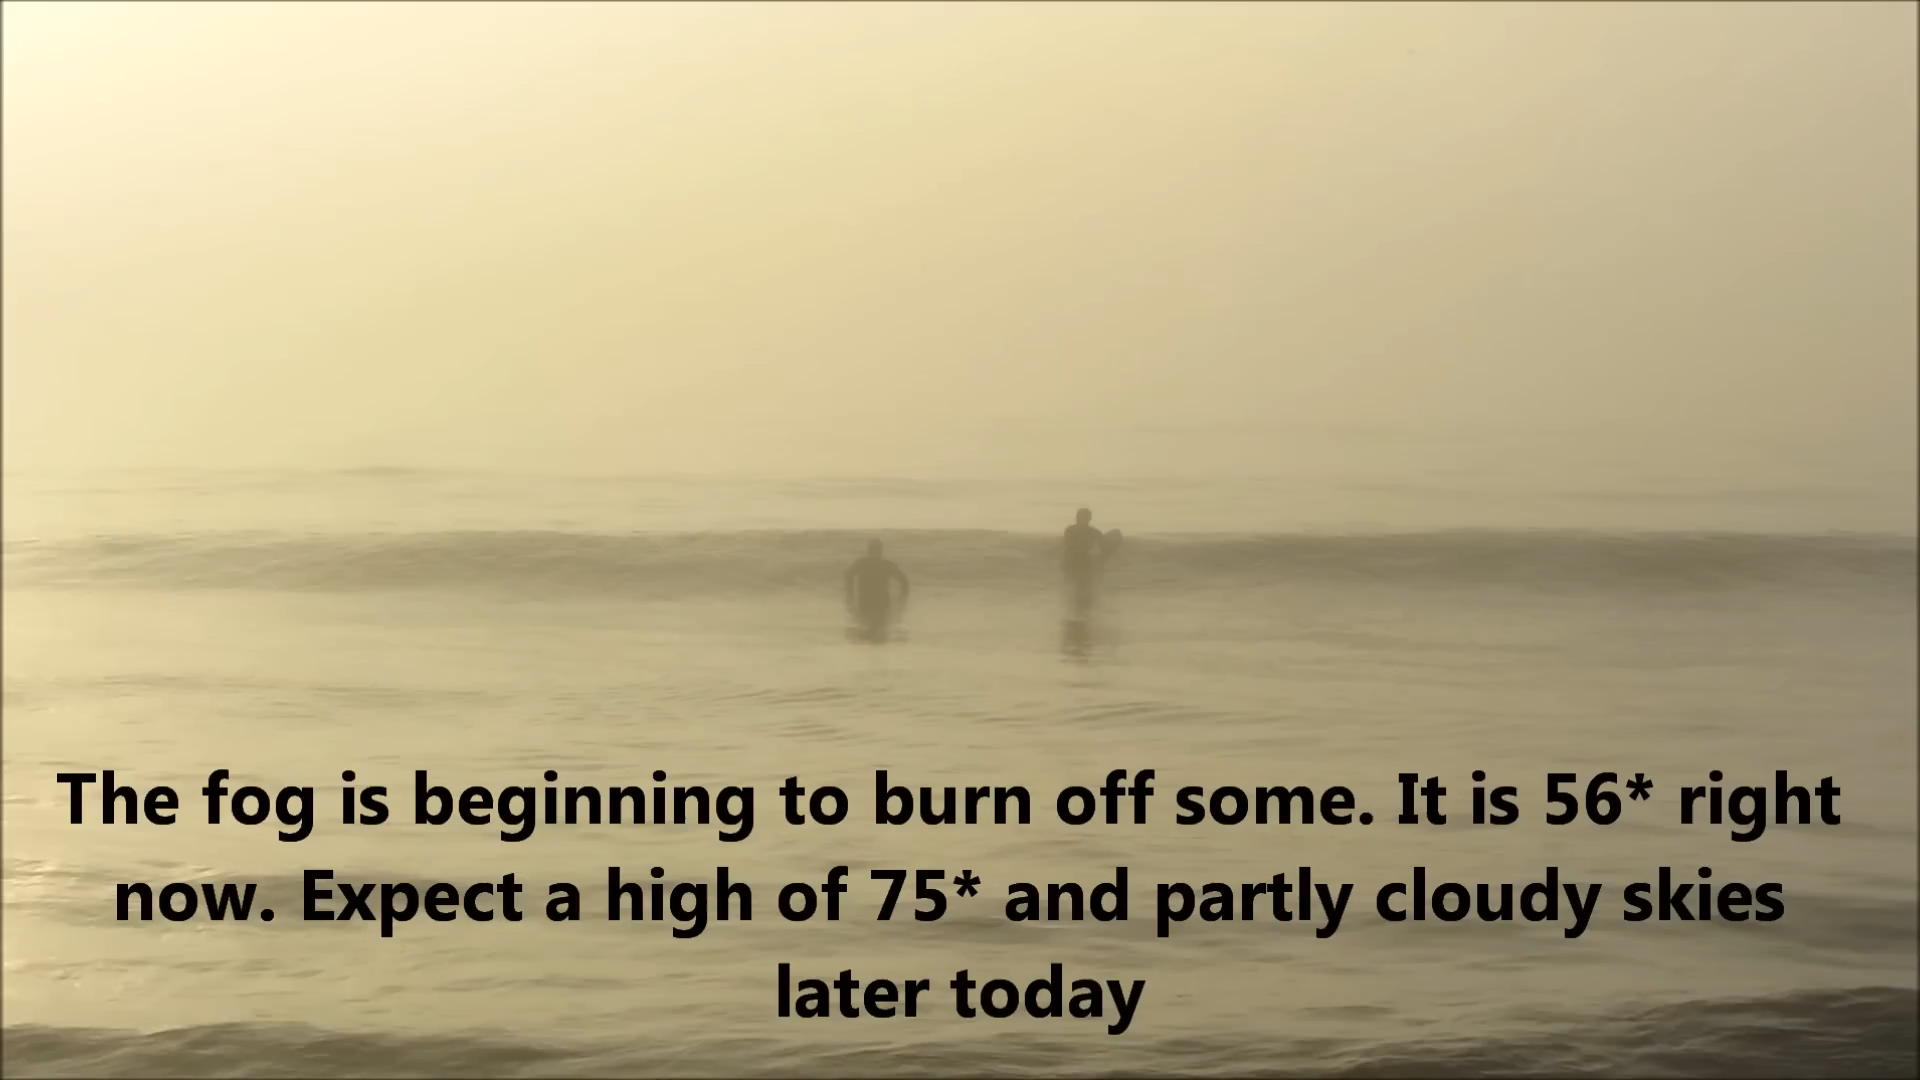 The fog is beginning to burn off some. It is 56* right
now. Expect a high of 75* and partly cloudy skies
later today